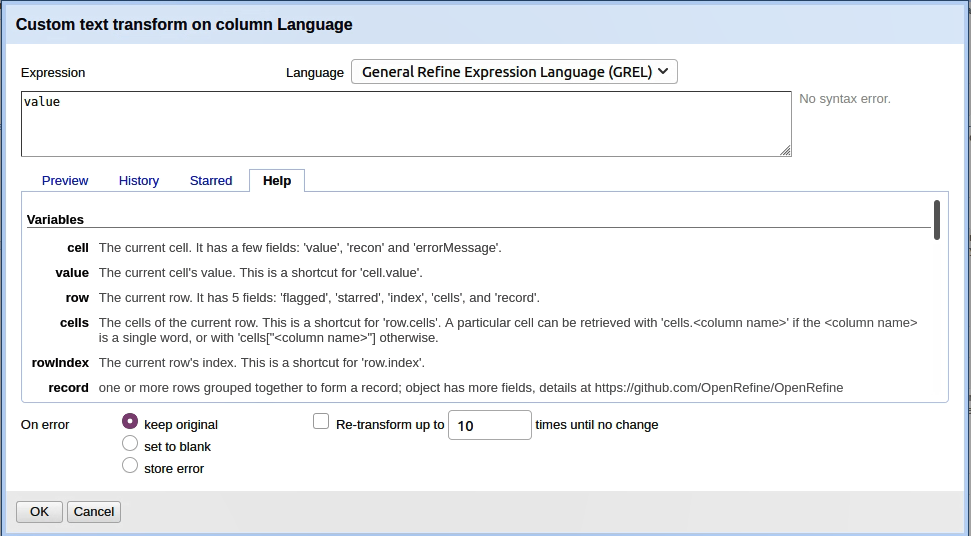 Custom text transform on column Language
Expression
Language General Refine Expression Language (GREL)
value
No syntax error.
Preview History Starred Help
Variables
cell The current cell. It has a few fields: 'value', 'recon' and 'errorMessage'.
value The current cell's value. This is a shortcut for 'cell.value'.
row The current row. It has 5 fields: 'flagged', 'starred', 'index', 'cells', and 'record'.
cells The cells of the current row. This is a shortcut for 'row.cells'. A particular cell can be retrieved with 'cells.<column name>' if the <column name>
is a single word, or with 'cells["<column name>"] otherwise.
rowIndex The current row's index. This is a shortcut for 'row.index'.
record one or more rows grouped together to form a record; object has more fields, details at https://github.com/OpenRefine/OpenRefine
On error keep original Re-transform up to 10 times until no change
set to blank
store error
OK Cancel